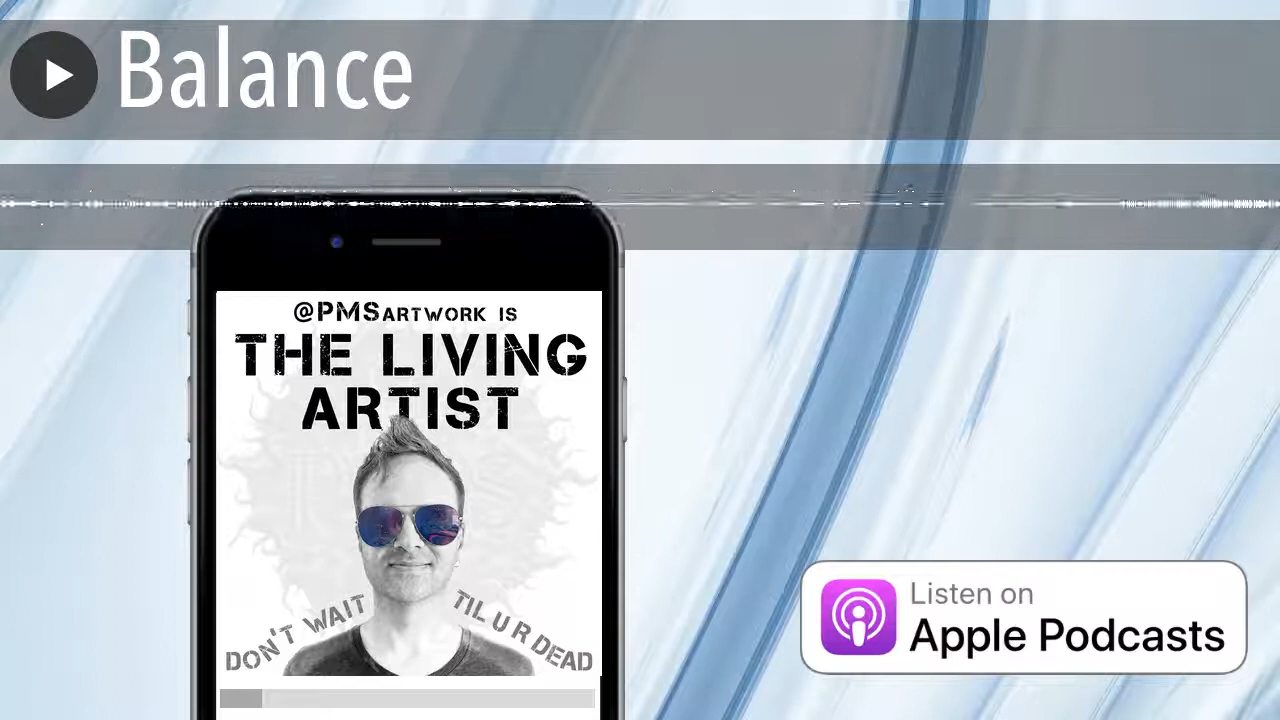 Balance
@PMSARTWORK IS
THE LIVING
ARTIST
DON'T WAIT TIL U R DEAD
Listen on
Apple Podcasts